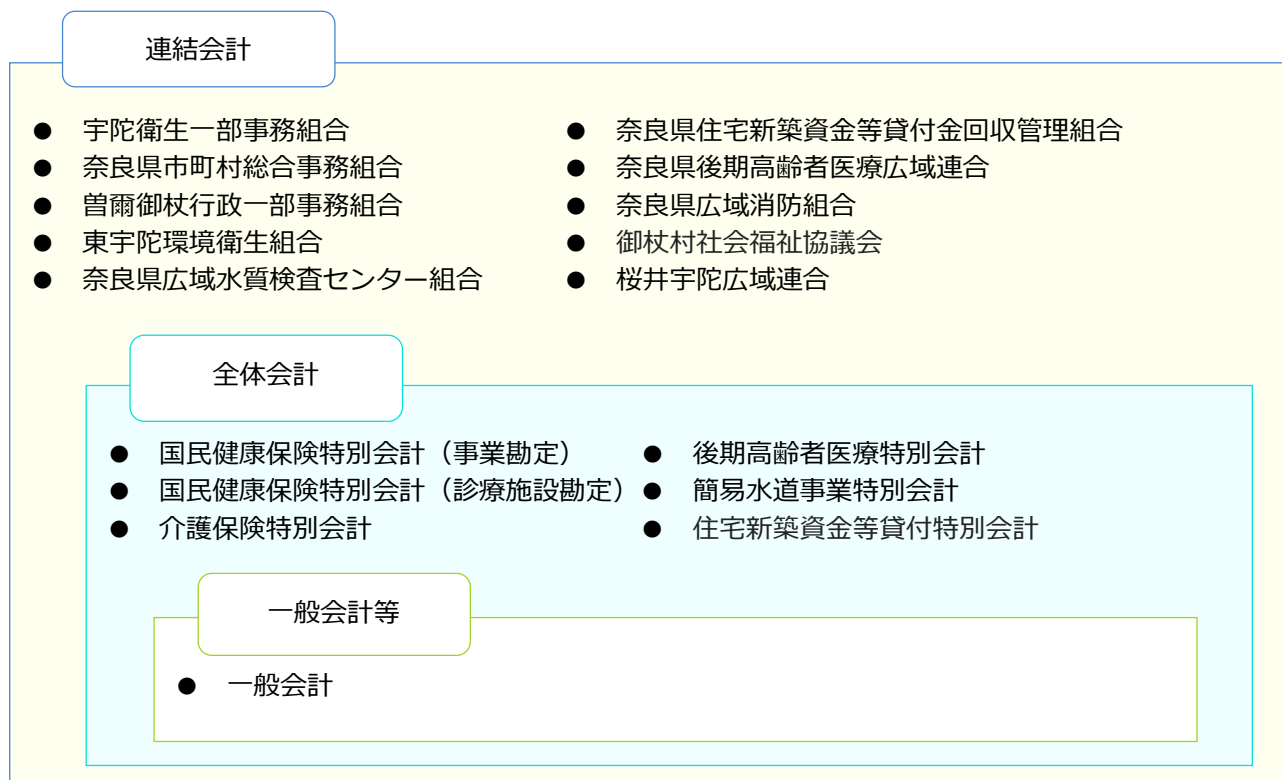 連結会計
● 宇陀衛生一部事務組合
● 奈良県市町村総合事務組合
● 曽爾御杖行政一部事務組合
● 東宇陀環境衛生組合
● 奈良県広域水質検査センター組合
● 奈良県住宅新築資金等貸付金回収管理組合
● 奈良県後期高齢者医療広域連合
● 奈良県広域消防組合
● 御杖村社会福祉協議会
● 桜井宇陀広域連合
全体会計
● 国民健康保険特別会計（事業勘定）
● 国民健康保険特別会計（診療施設勘定）
● 介護保険特別会計
● 後期高齢者医療特別会計
● 簡易水道事業特別会計
● 住宅新築資金等貸付特別会計
一般会計等
● 一般会計